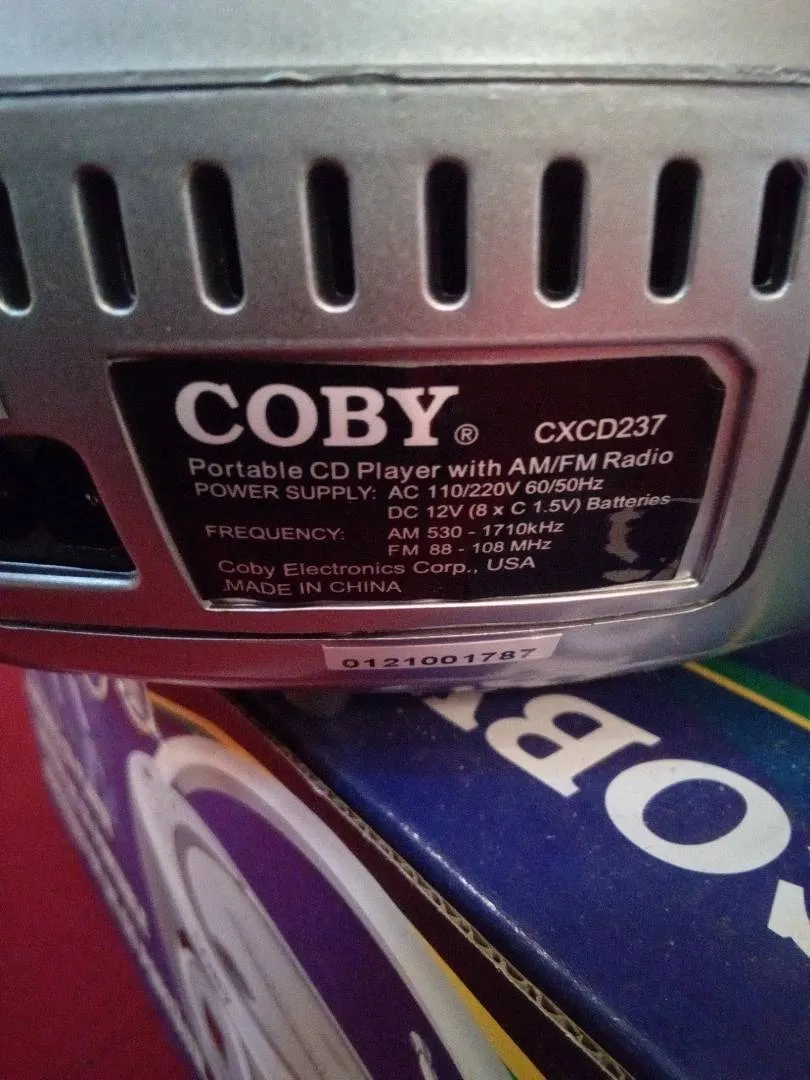 COBY® CXCD237
Portable CD Player with AM/FM Radio
POWER SUPPLY: AC 110/220V 60/50Hz
DC 12V (8 x C 1.5V) Batteries
FREQUENCY: AM 530 - 1710kHz
FM 88 - 108 MHz
Coby Electronics Corp., USA
MADE IN CHINA
0121001787
COBY